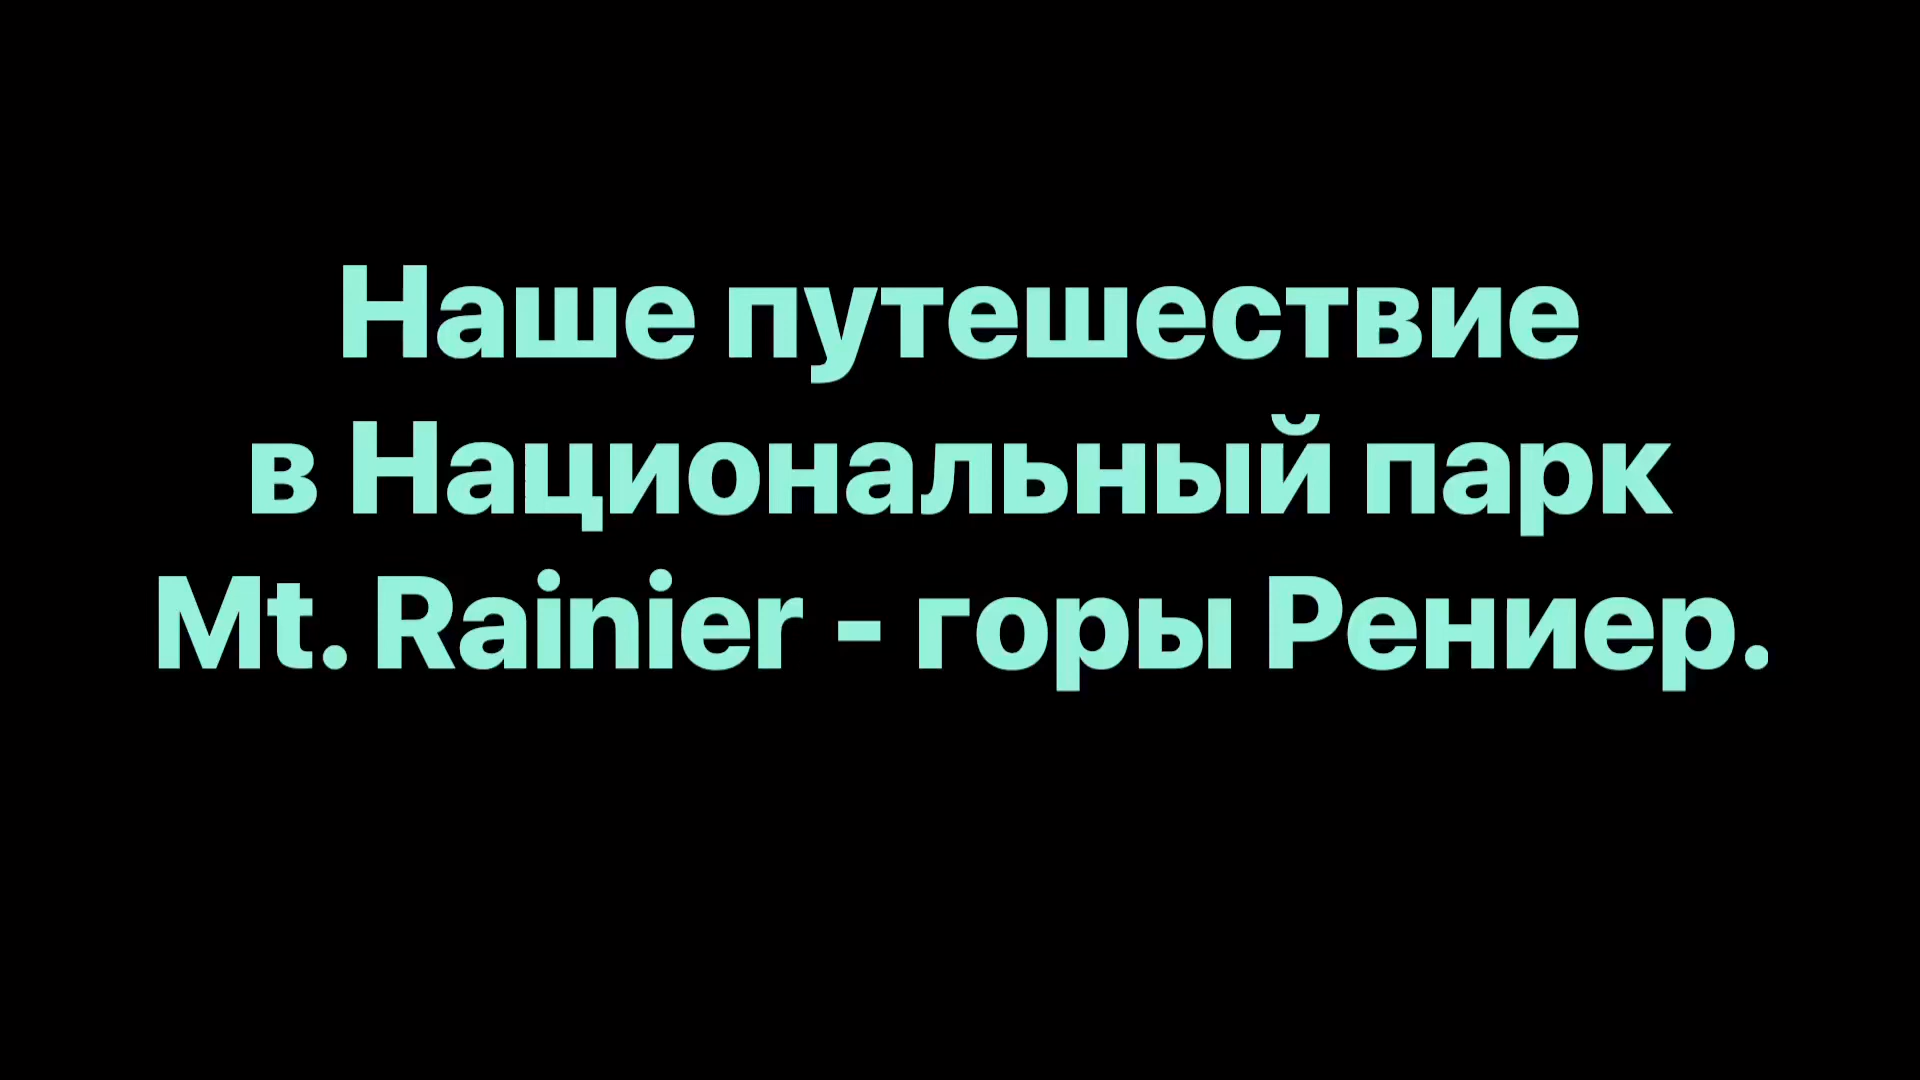 Наше путешествие
в Национальный парк
Mt. Rainier - горы Рениер.